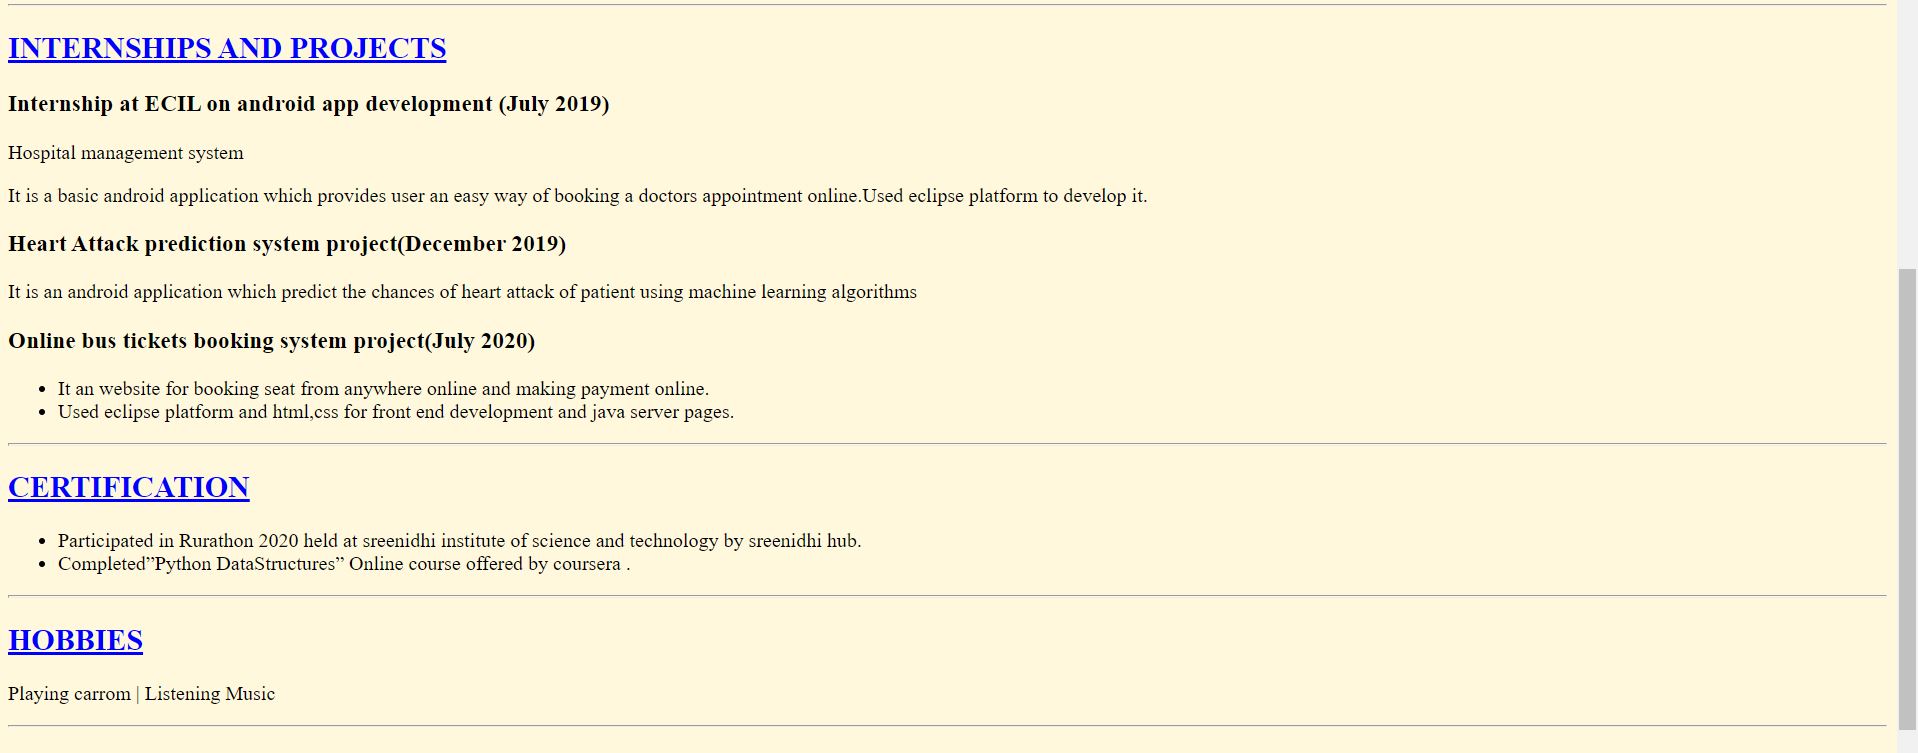 INTERNSHIPS AND PROJECTS
Internship at ECIL on android app development (July 2019)
Hospital management system
It is a basic android application which provides user an easy way of booking a doctors appointment online.Used eclipse platform to develop it.
Heart Attack prediction system project(December 2019)
It is an android application which predict the chances of heart attack of patient using machine learning algorithms
Online bus tickets booking system project(July 2020)
• It an website for booking seat from anywhere online and making payment online.
• Used eclipse platform and html,css for front end development and java server pages.
CERTIFICATION
• Participated in Rurathon 2020 held at sreenidhi institute of science and technology by sreenidhi hub.
• Completed”Python DataStructures” Online course offered by coursera .
HOBBIES
Playing carrom | Listening Music